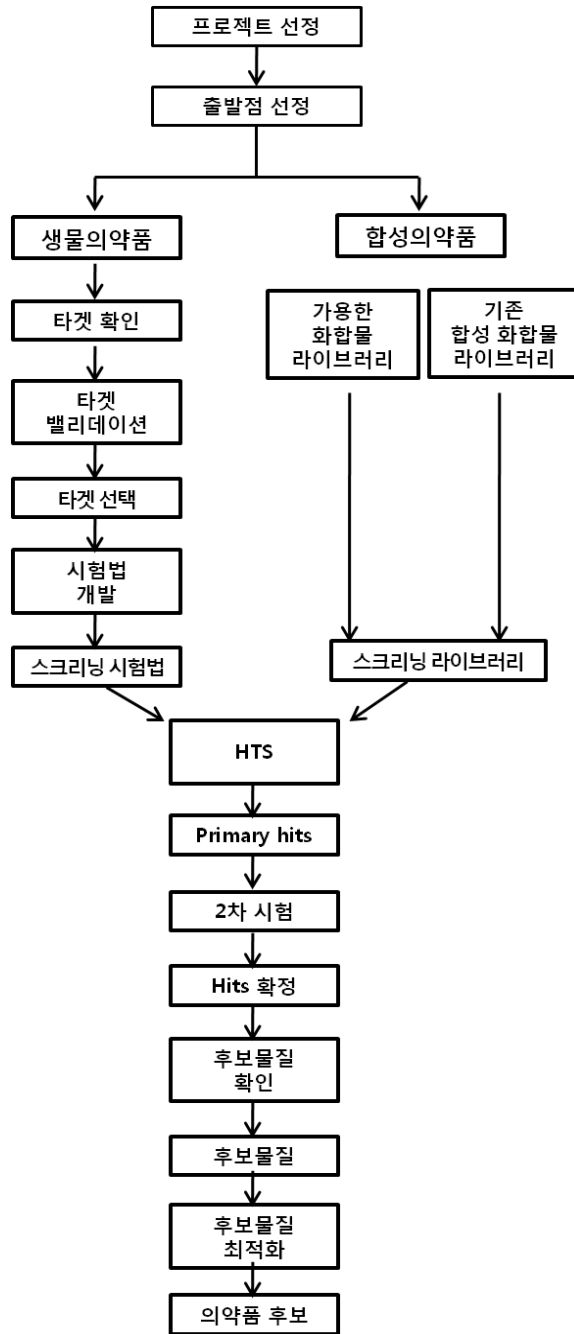 프로젝트 선정
출발점 선정
생물의약품
합성의약품
타겟 확인
가용한
화합물
라이브러리
기존
합성 화합물
라이브러리
타겟
밸리데이션
타겟 선택
시험법
개발
스크리닝 시험법
스크리닝 라이브러리
HTS
Primary hits
2차 시험
Hits 확정
후보물질
확인
후보물질
후보물질
최적화
의약품 후보